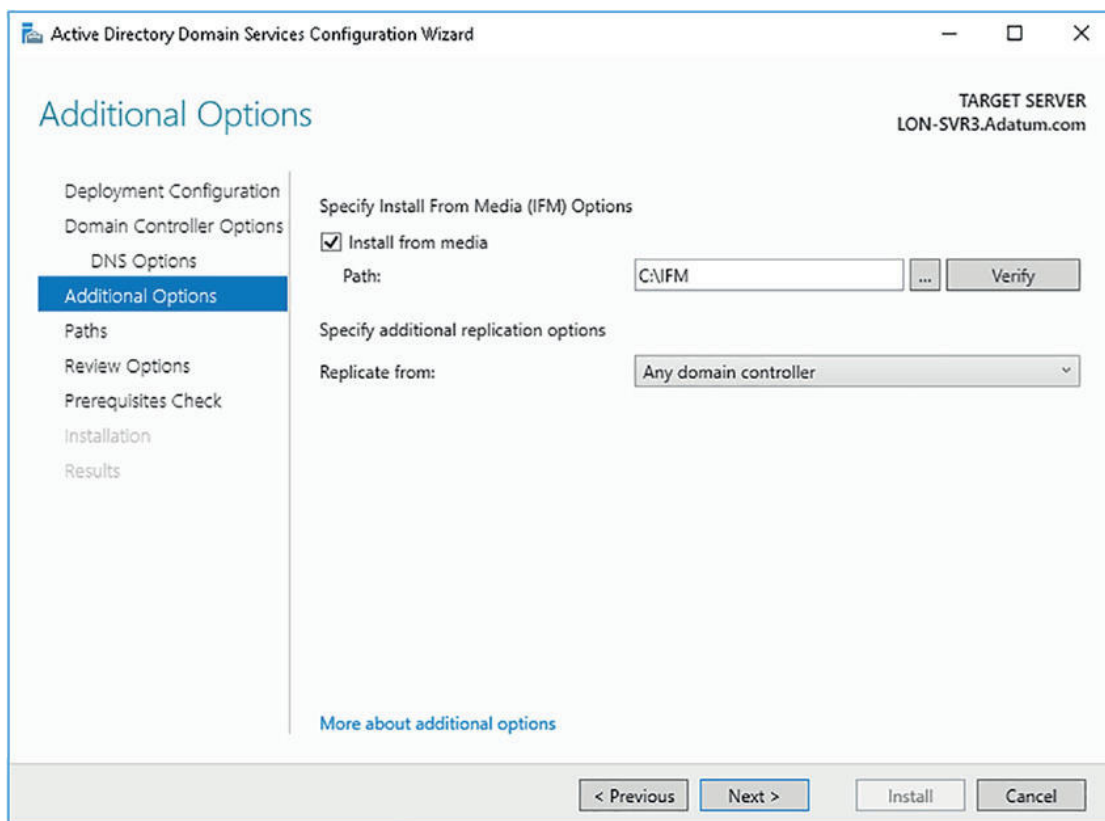 Active Directory Domain Services Configuration Wizard
Additional Options
TARGET SERVER
LON-SVR3.Adatum.com
Deployment Configuration
Domain Controller Options
DNS Options
Additional Options
Paths
Review Options
Prerequisites Check
Installation
Results
Specify Install From Media (IFM) Options
Install from media
Path: C:\IFM ... Verify
Specify additional replication options
Replicate from: Any domain controller
More about additional options
< Previous Next > Install Cancel